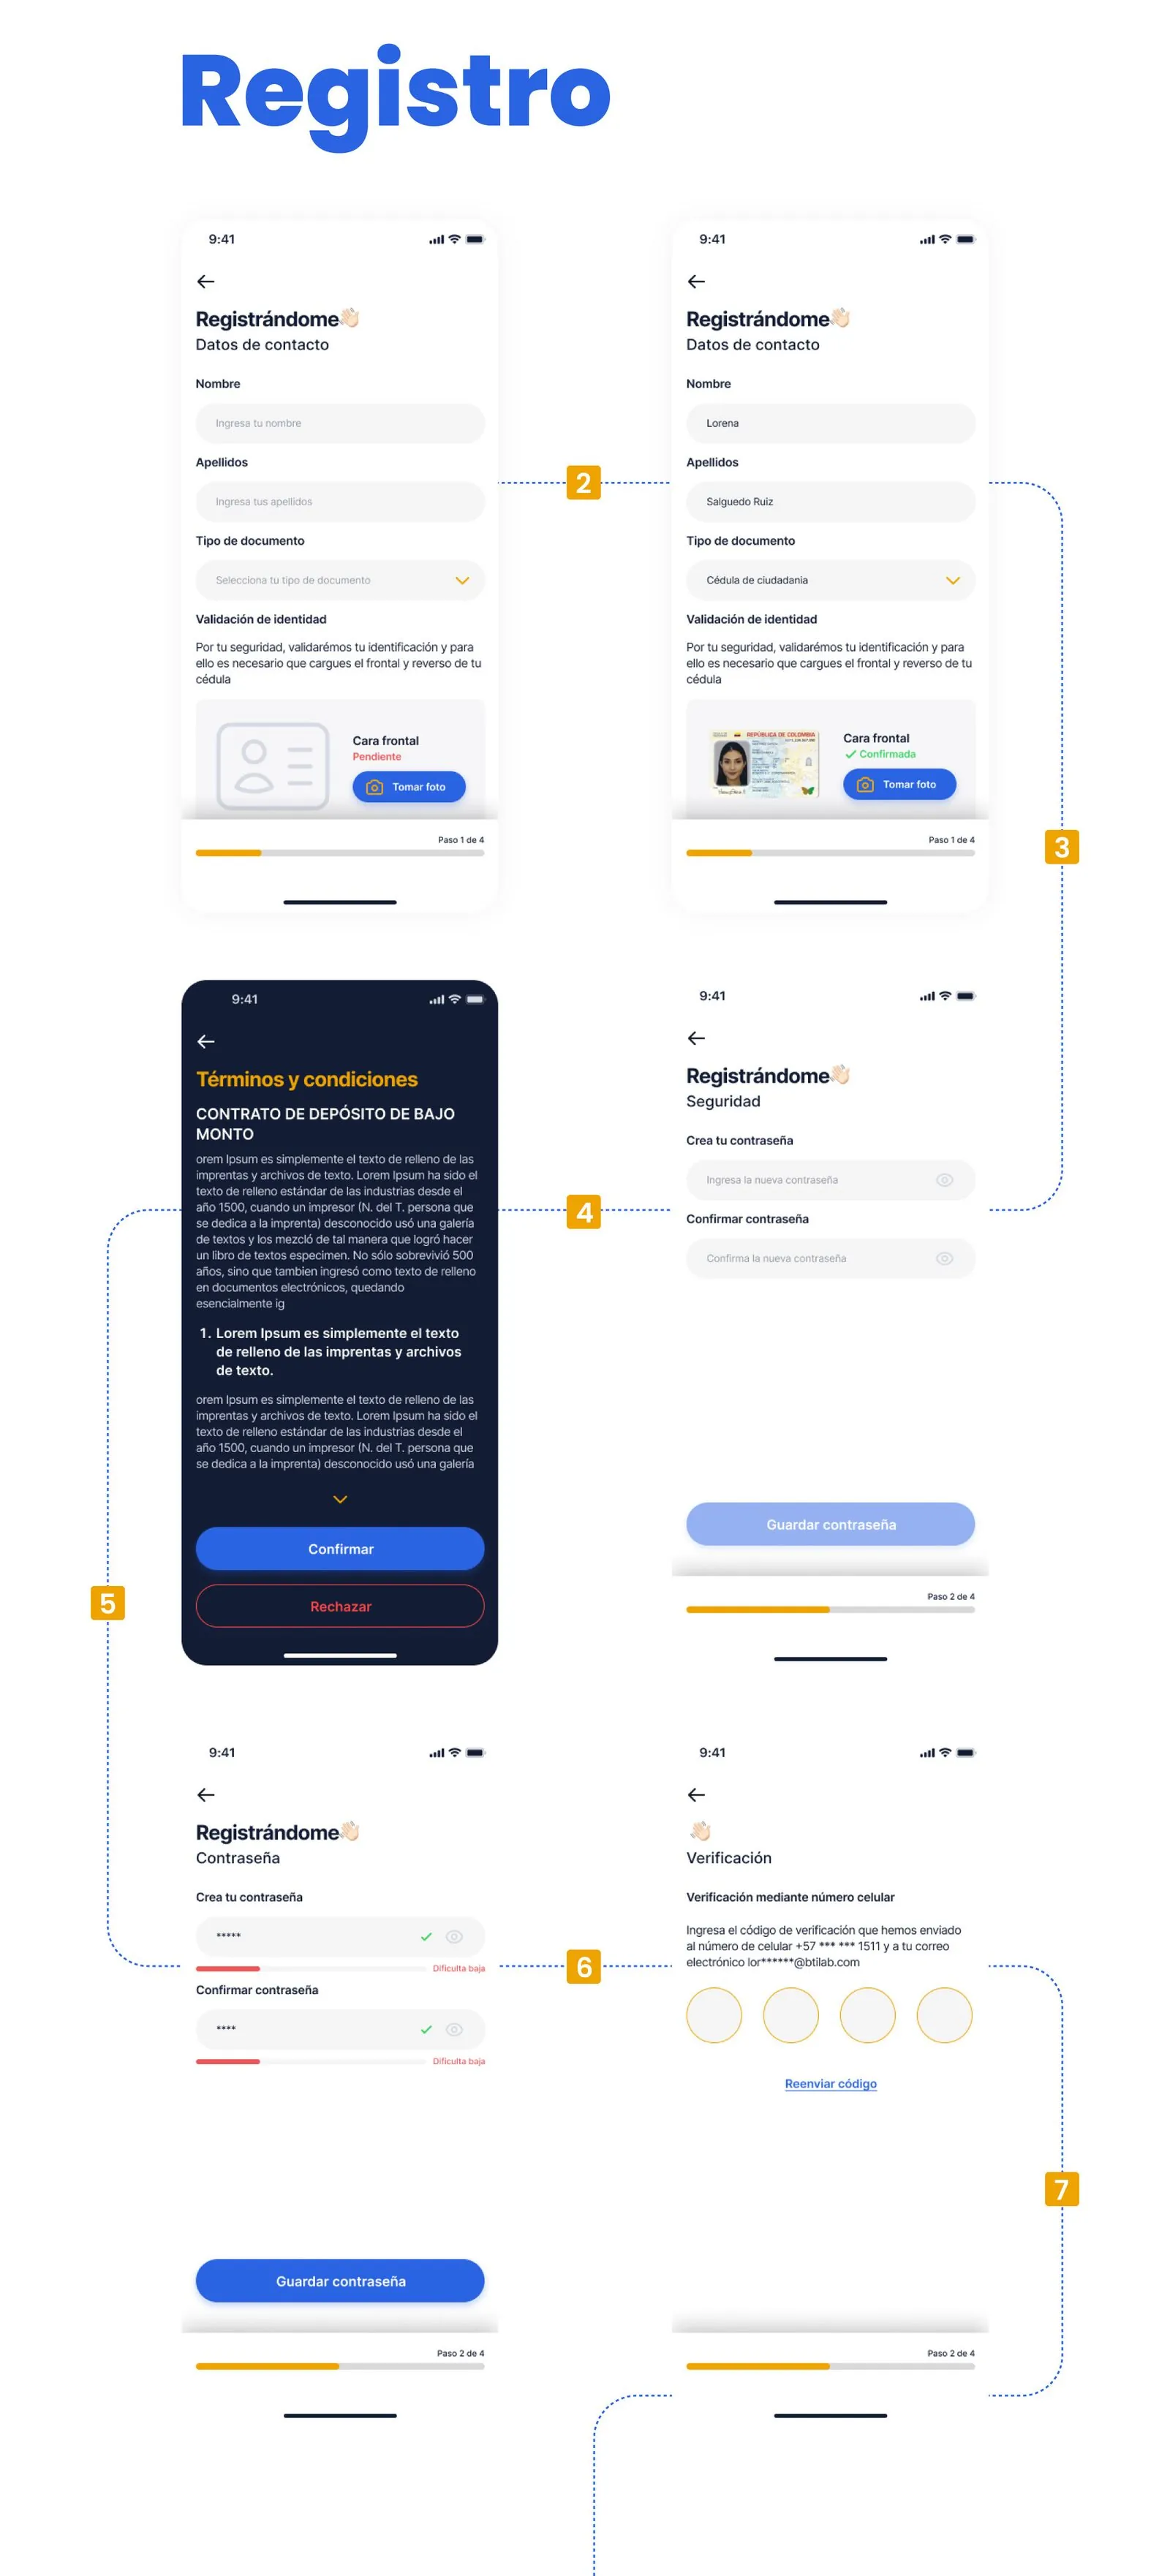 Registro
9:41
Registrándome
Datos de contacto
Nombre
Ingresa tu nombre
Apellidos
Ingresa tus apellidos
Tipo de documento
Selecciona tu tipo de documento
Validación de identidad
Por tu seguridad, validarémos tu identificación y para
ello es necesario que cargues el frontal y reverso de tu
cédula
Cara frontal
Pendiente
Tomar foto
Paso 1 de 4
2
9:41
Registrándome
Datos de contacto
Nombre
Lorena
Apellidos
Salguedo Ruiz
Tipo de documento
Cédula de ciudadania
Validación de identidad
Por tu seguridad, validarémos tu identificación y para
ello es necesario que cargues el frontal y reverso de tu
cédula
REPÚBLICA DE COLOMBIA
Cara frontal
Confirmada
Tomar foto
Paso 1 de 4
3
9:41
Registrándome
Seguridad
Crea tu contraseña
Ingresa la nueva contraseña
Confirmar contraseña
Confirma la nueva contraseña
Guardar contraseña
Paso 2 de 4
4
9:41
Términos y condiciones
CONTRATO DE DEPÓSITO DE BAJO
MONTO
orem Ipsum es simplemente el texto de relleno de las
imprentas y archivos de texto. Lorem Ipsum ha sido el
texto de relleno estándar de las industrias desde el
año 1500, cuando un impresor (N. del T. persona que
se dedica a la imprenta) desconocido usó una galería
de textos y los mezcló de tal manera que logró hacer
un libro de textos especimen. No sólo sobrevivió 500
años, sino que tambien ingresó como texto de relleno
en documentos electrónicos, quedando
esencialmente ig
1. Lorem Ipsum es simplemente el texto
de relleno de las imprentas y archivos
de texto.
orem Ipsum es simplemente el texto de relleno de las
imprentas y archivos de texto. Lorem Ipsum ha sido el
texto de relleno estándar de las industrias desde el
año 1500, cuando un impresor (N. del T. persona que
se dedica a la imprenta) desconocido usó una galería
Confirmar
Rechazar
5
9:41
Registrándome
Contraseña
Crea tu contraseña
*****
Dificulta baja
Confirmar contraseña
****
Dificulta baja
Guardar contraseña
Paso 2 de 4
6
9:41
Verificación
Verificación mediante número celular
Ingresa el código de verificación que hemos enviado
al número de celular +57 *** *** 1511 y a tu correo
electrónico lor******@btilab.com
Reenviar código
Paso 2 de 4
7